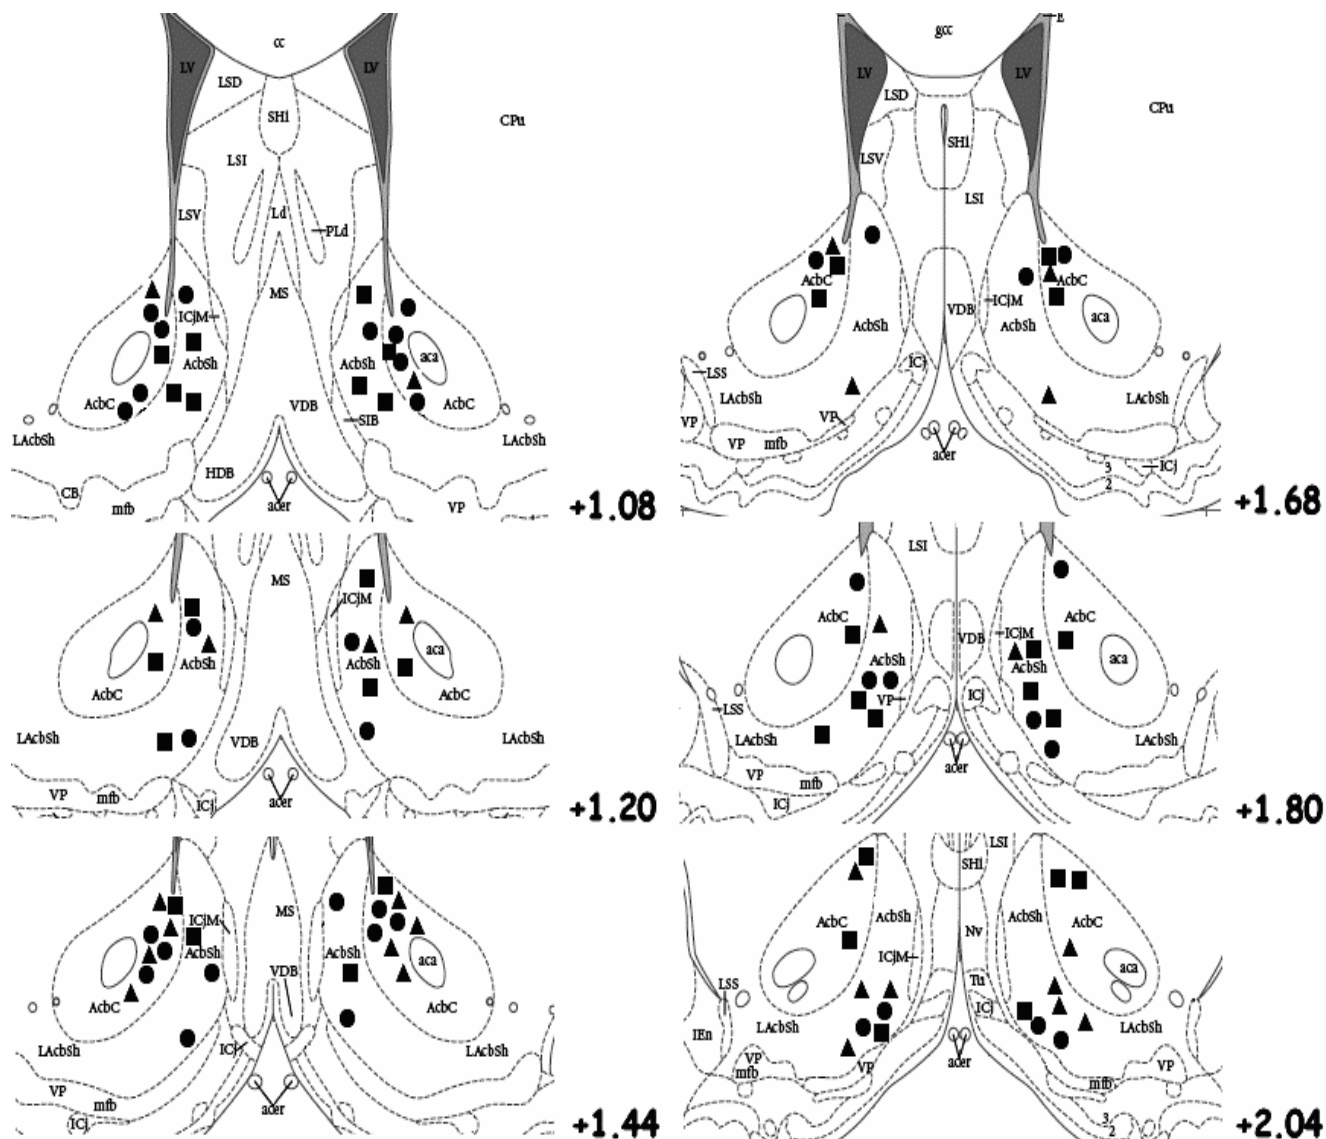 cc
LV
LV
LSD
SHi
CPu
LSI
LSV
Ld
PLd
MS
ICjM
AcbSh
AcbSh
aca
AcbC
AcbC
VDB
SIB
LAcbSh
LAcbSh
HDB
CB
mfb
acer
VP
+1.08
E
gcc
LV
LV
LSD
CPu
SHi
LSV
LSI
AcbC
AcbC
ICjM
VDB
aca
AcbSh
AcbSh
ICj
LSS
LAcbSh
LAcbSh
VP
VP
VP
mfb
acer
3
2
ICj
+1.68
MS
ICjM
AcbSh
AcbSh
aca
AcbC
AcbC
LAcbSh
LAcbSh
VDB
VP
mfb
ICj
acer
+1.20
LSI
AcbC
AcbC
ICjM
VDB
AcbSh
AcbSh
aca
VP
ICj
LSS
LAcbSh
LAcbSh
acer
VP
mfb
ICj
+1.80
MS
ICjM
AcbSh
AcbSh
aca
VDB
AcbC
AcbC
LAcbSh
LAcbSh
ICj
VP
mfb
acer
ICj
+1.44
LSI
SHi
AcbC
AcbSh
AcbSh
AcbC
Nv
ICjM
aca
LSS
Tu
ICj
IEn
LAcbSh
LAcbSh
VP
VP
VP
mfb
acer
mfb
3
2
+2.04